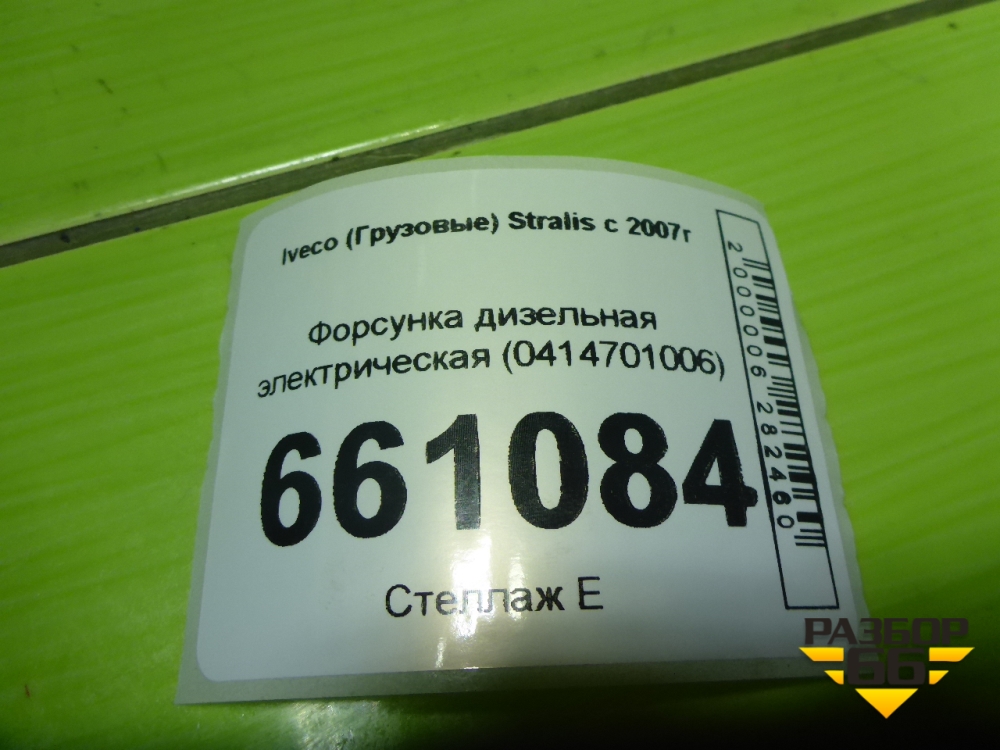 Iveco (Грузовые) Stralis с 2007г
Форсунка дизельная
электрическая (0414701006)
661084
Стеллаж Е
2000006282460
РАЗБОР
66